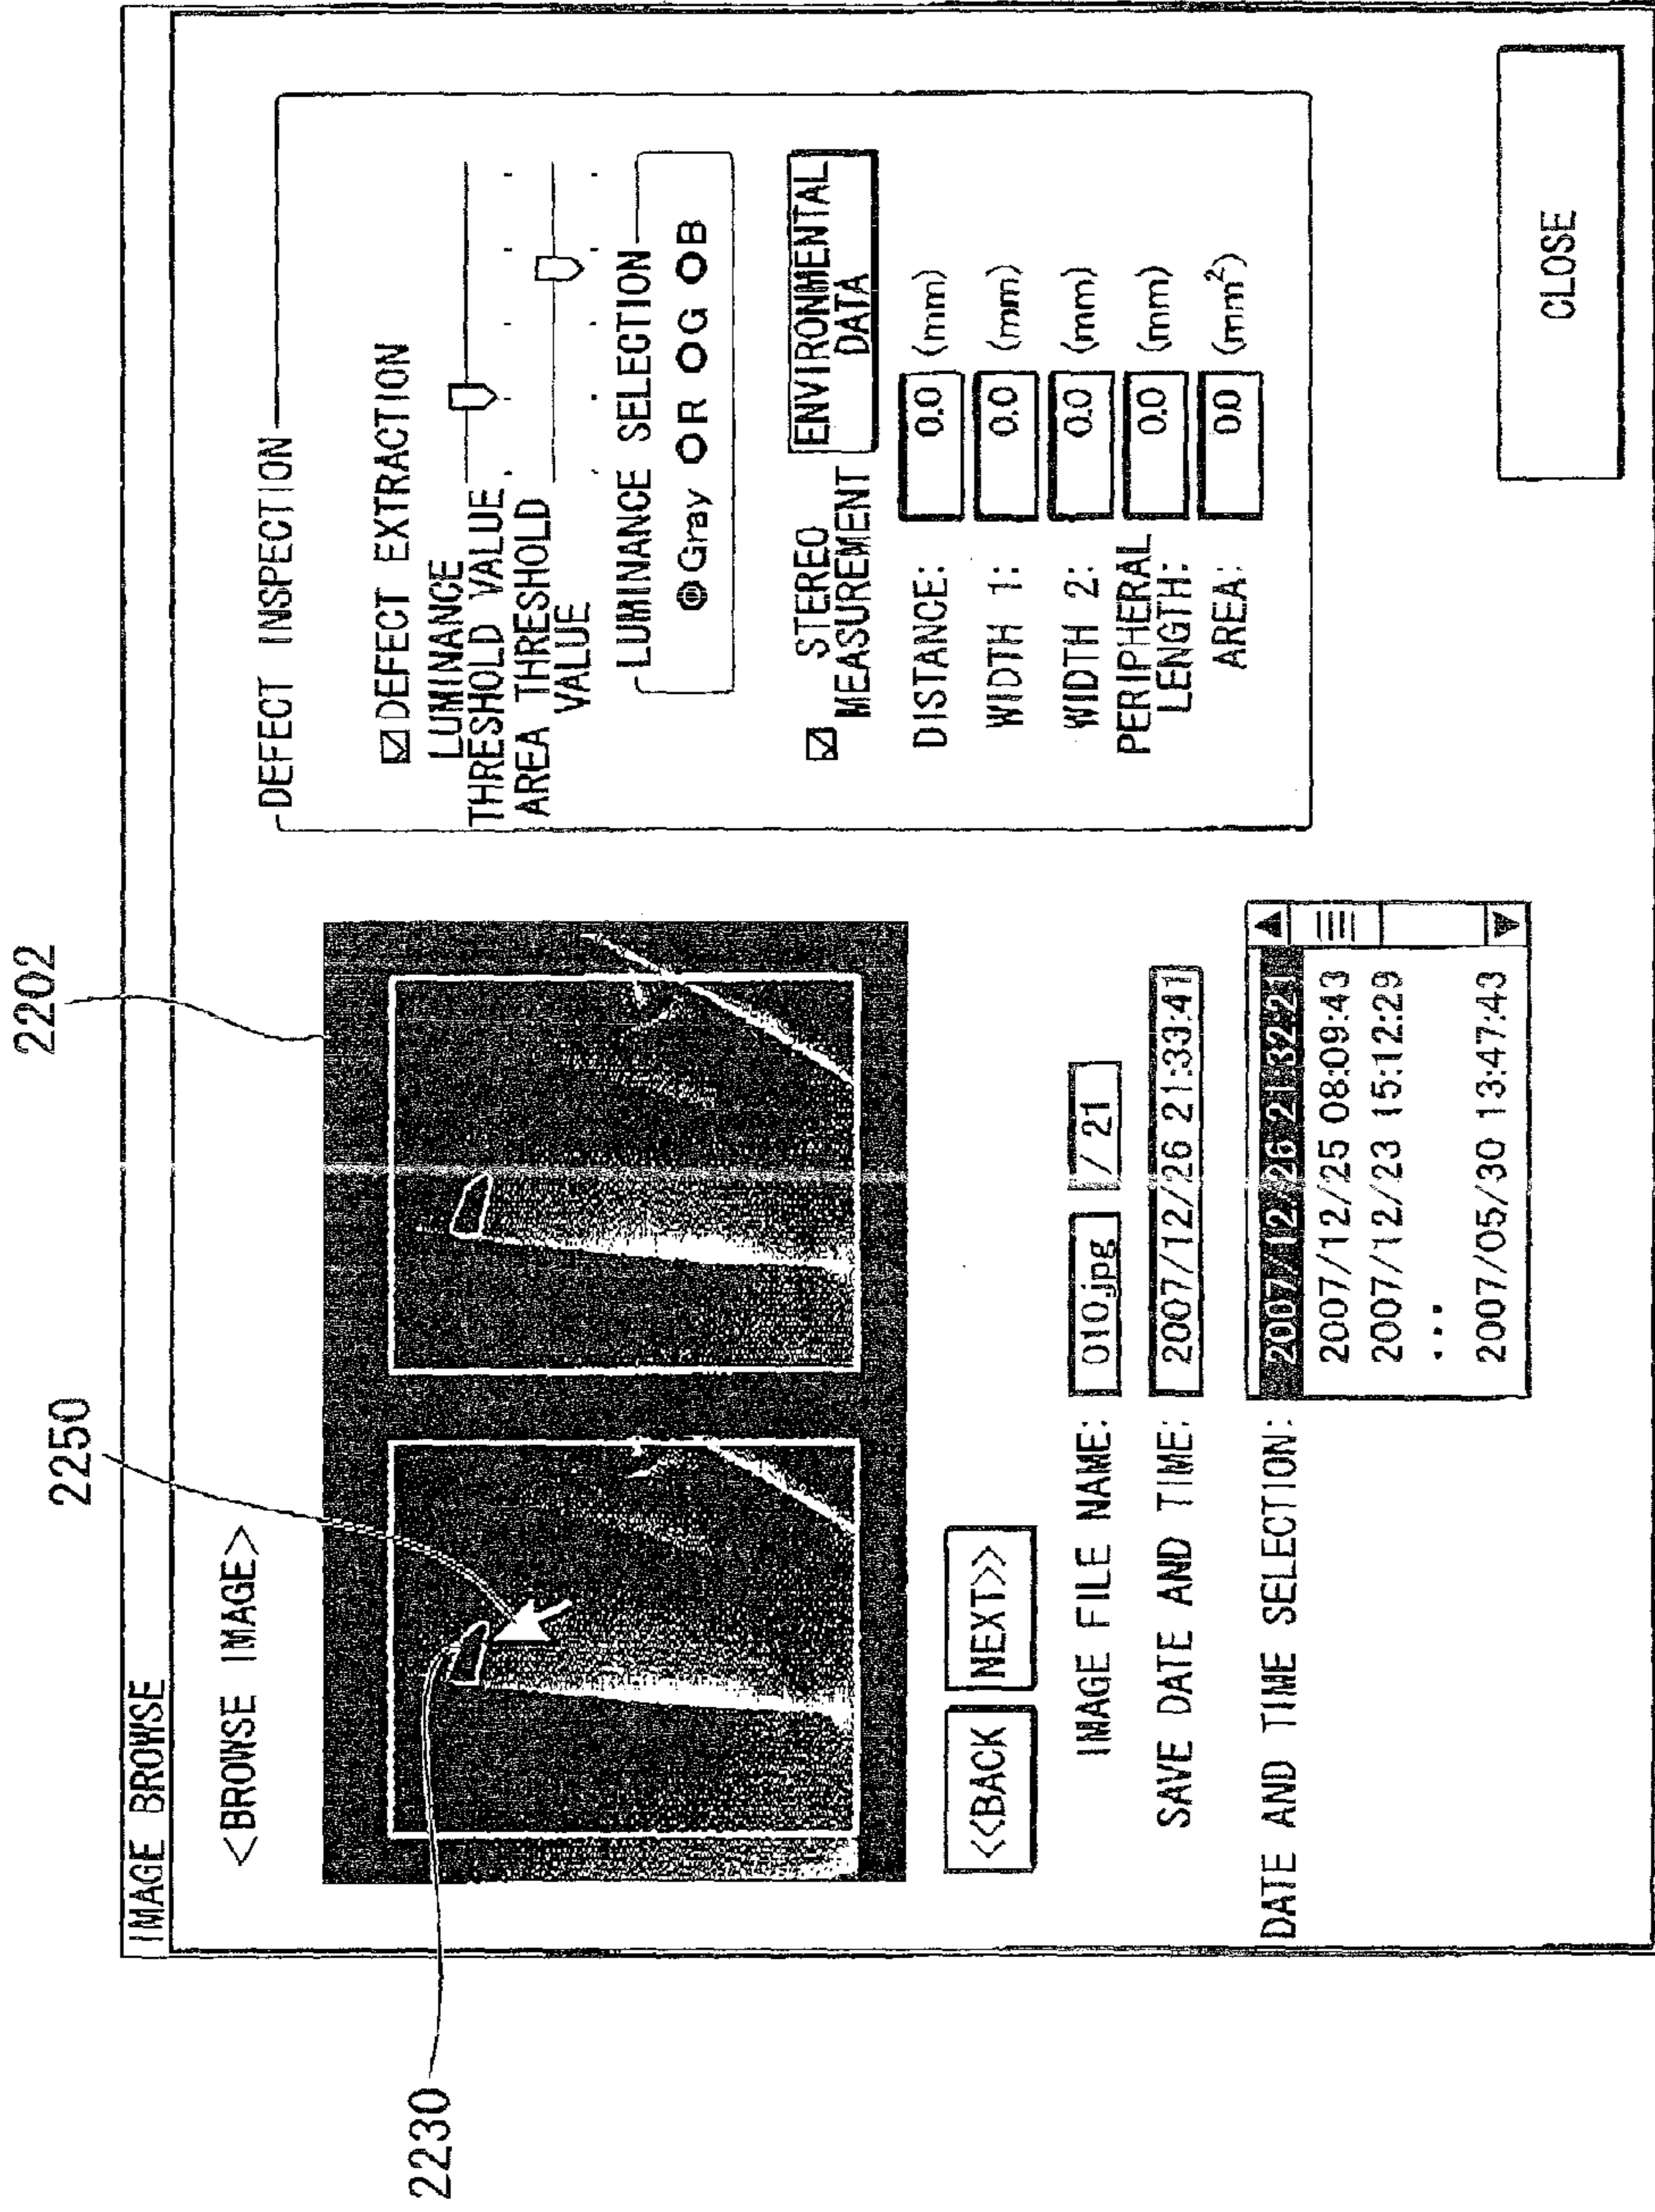 2202
2250
2230
IMAGE BROWSE
<BROWSE IMAGE>
<<BACK
NEXT>>
IMAGE FILE NAME: 010.jpg / 21
SAVE DATE AND TIME: 2007/12/26 21:33:41
DATE AND TIME SELECTION: 2007/12/26 21:32:21
2007/12/25 08:09:43
2007/12/23 15:12:29
...
2007/05/30 13:47:43
DEFECT INSPECTION
DEFECT EXTRACTION
LUMINANCE
THRESHOLD VALUE
AREA THRESHOLD
VALUE
LUMINANCE SELECTION
Gray R G B
STEREO
MEASUREMENT
ENVIRONMENTAL
DATA
DISTANCE: 0.0 (mm)
WIDTH 1: 0.0 (mm)
WIDTH 2: 0.0 (mm)
PERIPHERAL
LENGTH: 0.0 (mm)
AREA: 0.0 (mm²)
CLOSE